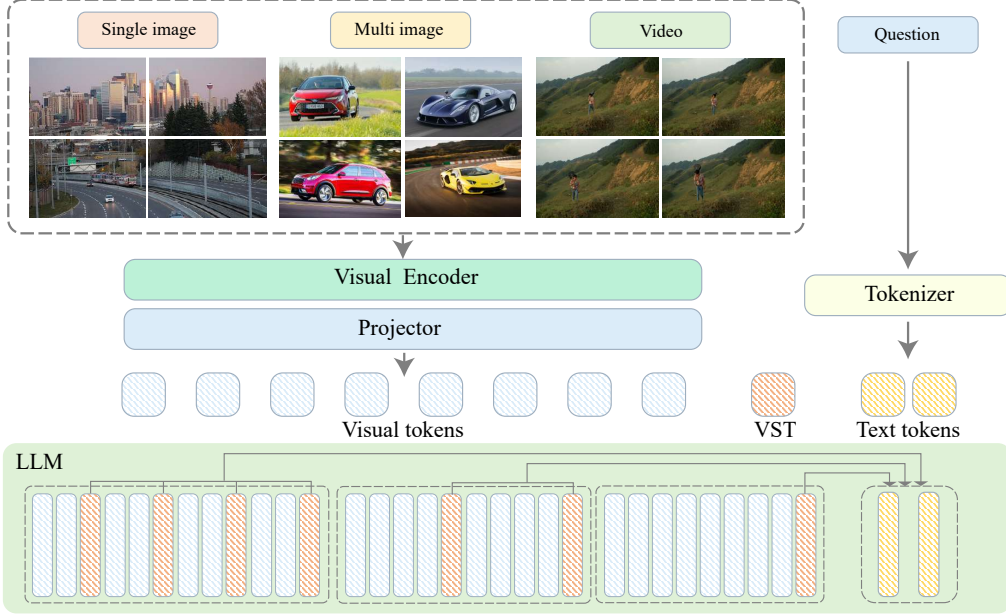 Single image
Multi image
Video
Question
Visual Encoder
Tokenizer
Projector
Visual tokens
VST
Text tokens
LLM